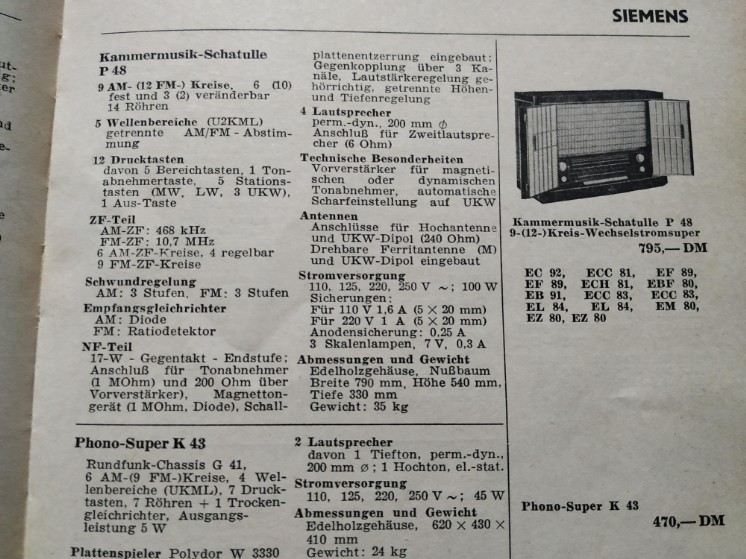 SIEMENS
Kammermusik-Schatulle
P 48
9 AM- (12 FM-) Kreise, 6 (10)
fest und 3 (2) veränderbar
14 Röhren
5 Wellenbereiche (U2KML)
getrennte AM/FM - Abstim-
mung
12 Drucktasten
davon 5 Bereichtasten, 1 Ton-
abnehmertaste, 5 Stations-
tasten (MW, LW, 3 UKW),
1 Aus-Taste
ZF-Teil
AM-ZF: 468 kHz
FM-ZF: 10,7 MHz
6 AM-ZF-Kreise, 4 regelbar
9 FM-ZF-Kreise
Schwundregelung
AM: 3 Stufen, FM: 3 Stufen
Empfangsgleichrichter
AM: Diode
FM: Ratiodetektor
NF-Teil
17-W - Gegentakt - Endstufe;
Anschluß für Tonabnehmer
(1 MOhm) und 200 Ohm über
Vorverstärker), Magnetton-
gerät (1 MOhm, Diode), Schall-
plattenentzerrung eingebaut;
Gegenkopplung über 3 Ka-
näle, Lautstärkeregelung ge-
hörrichtig, getrennte Höhen-
und Tiefenregelung
4 Lautsprecher
perm.-dyn., 200 mm ⌀
Anschluß für Zweitlautspre-
cher (6 Ohm)
Technische Besonderheiten
Vorverstärker für magneti-
schen oder dynamischen
Tonabnehmer, automatische
Scharfeinstellung auf UKW
Antennen
Anschlüsse für Hochantenne
und UKW-Dipol (240 Ohm)
Drehbare Ferritantenne (M)
und UKW-Dipol eingebaut
Stromversorgung
110, 125, 220, 250 V ~; 100 W
Sicherungen:
Für 110 V 1,6 A (5 × 20 mm)
Für 220 V 1 A (5 × 20 mm)
Anodensicherung: 0,25 A
3 Skalenlampen, 7 V, 0,3 A
Abmessungen und Gewicht
Edelholzgehäuse, Nußbaum
Breite 790 mm, Höhe 540 mm,
Tiefe 330 mm
Gewicht: 35 kg
Kammermusik-Schatulle P 48
9-(12-)Kreis-Wechselstromsuper
795,— DM
EC 92, ECC 81, EF 89,
EF 89, ECH 81, EBF 80,
EB 91, ECC 83, ECC 83,
EL 84, EL 84, EM 80,
EZ 80, EZ 80
Phono-Super K 43
Rundfunk-Chassis G 41,
6 AM-(9 FM-)Kreise, 4 Wel-
lenbereiche (UKML), 7 Druck-
tasten, 7 Röhren + 1 Trocken-
gleichrichter, Ausgangs-
leistung 5 W
Plattenspieler Polydor W 3330
2 Lautsprecher
davon 1 Tiefton, perm.-dyn.,
200 mm ⌀; 1 Hochton, el.-stat.
Stromversorgung
110, 125, 220, 250 V ~; 45 W
Abmessungen und Gewicht
Edelholzgehäuse, 620 × 430 ×
410 mm
Gewicht: 24 kg
Phono-Super K 43
470,— DM